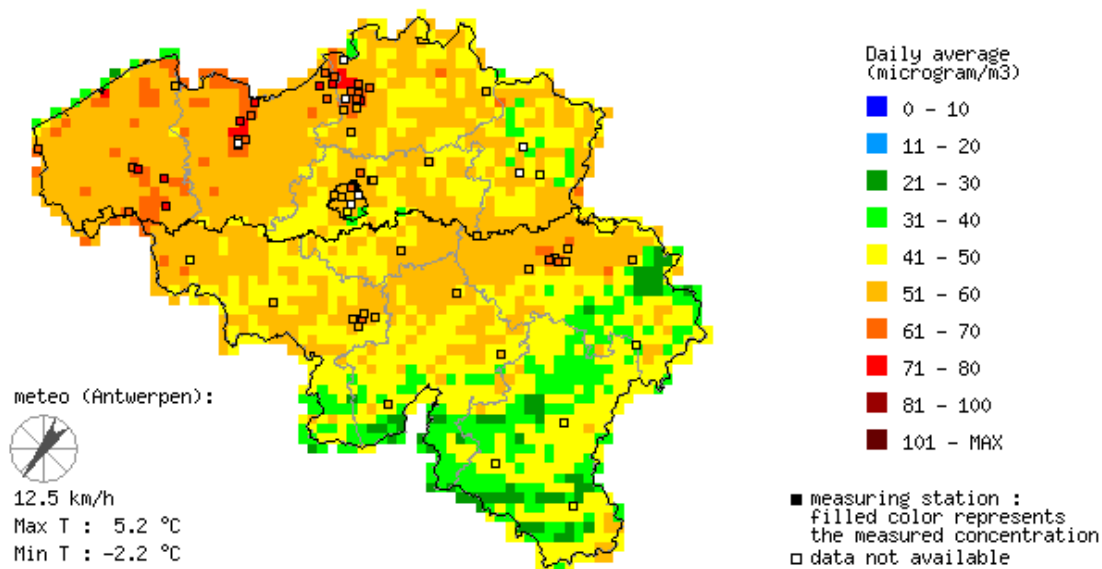 Daily average
(microgram/m3)
0 - 10
11 - 20
21 - 30
31 - 40
41 - 50
51 - 60
61 - 70
71 - 80
81 - 100
101 - MAX
meteo (Antwerpen):
12.5 km/h
Max T : 5.2 °C
Min T : -2.2 °C
measuring station :
filled color represents
the measured concentration
data not available